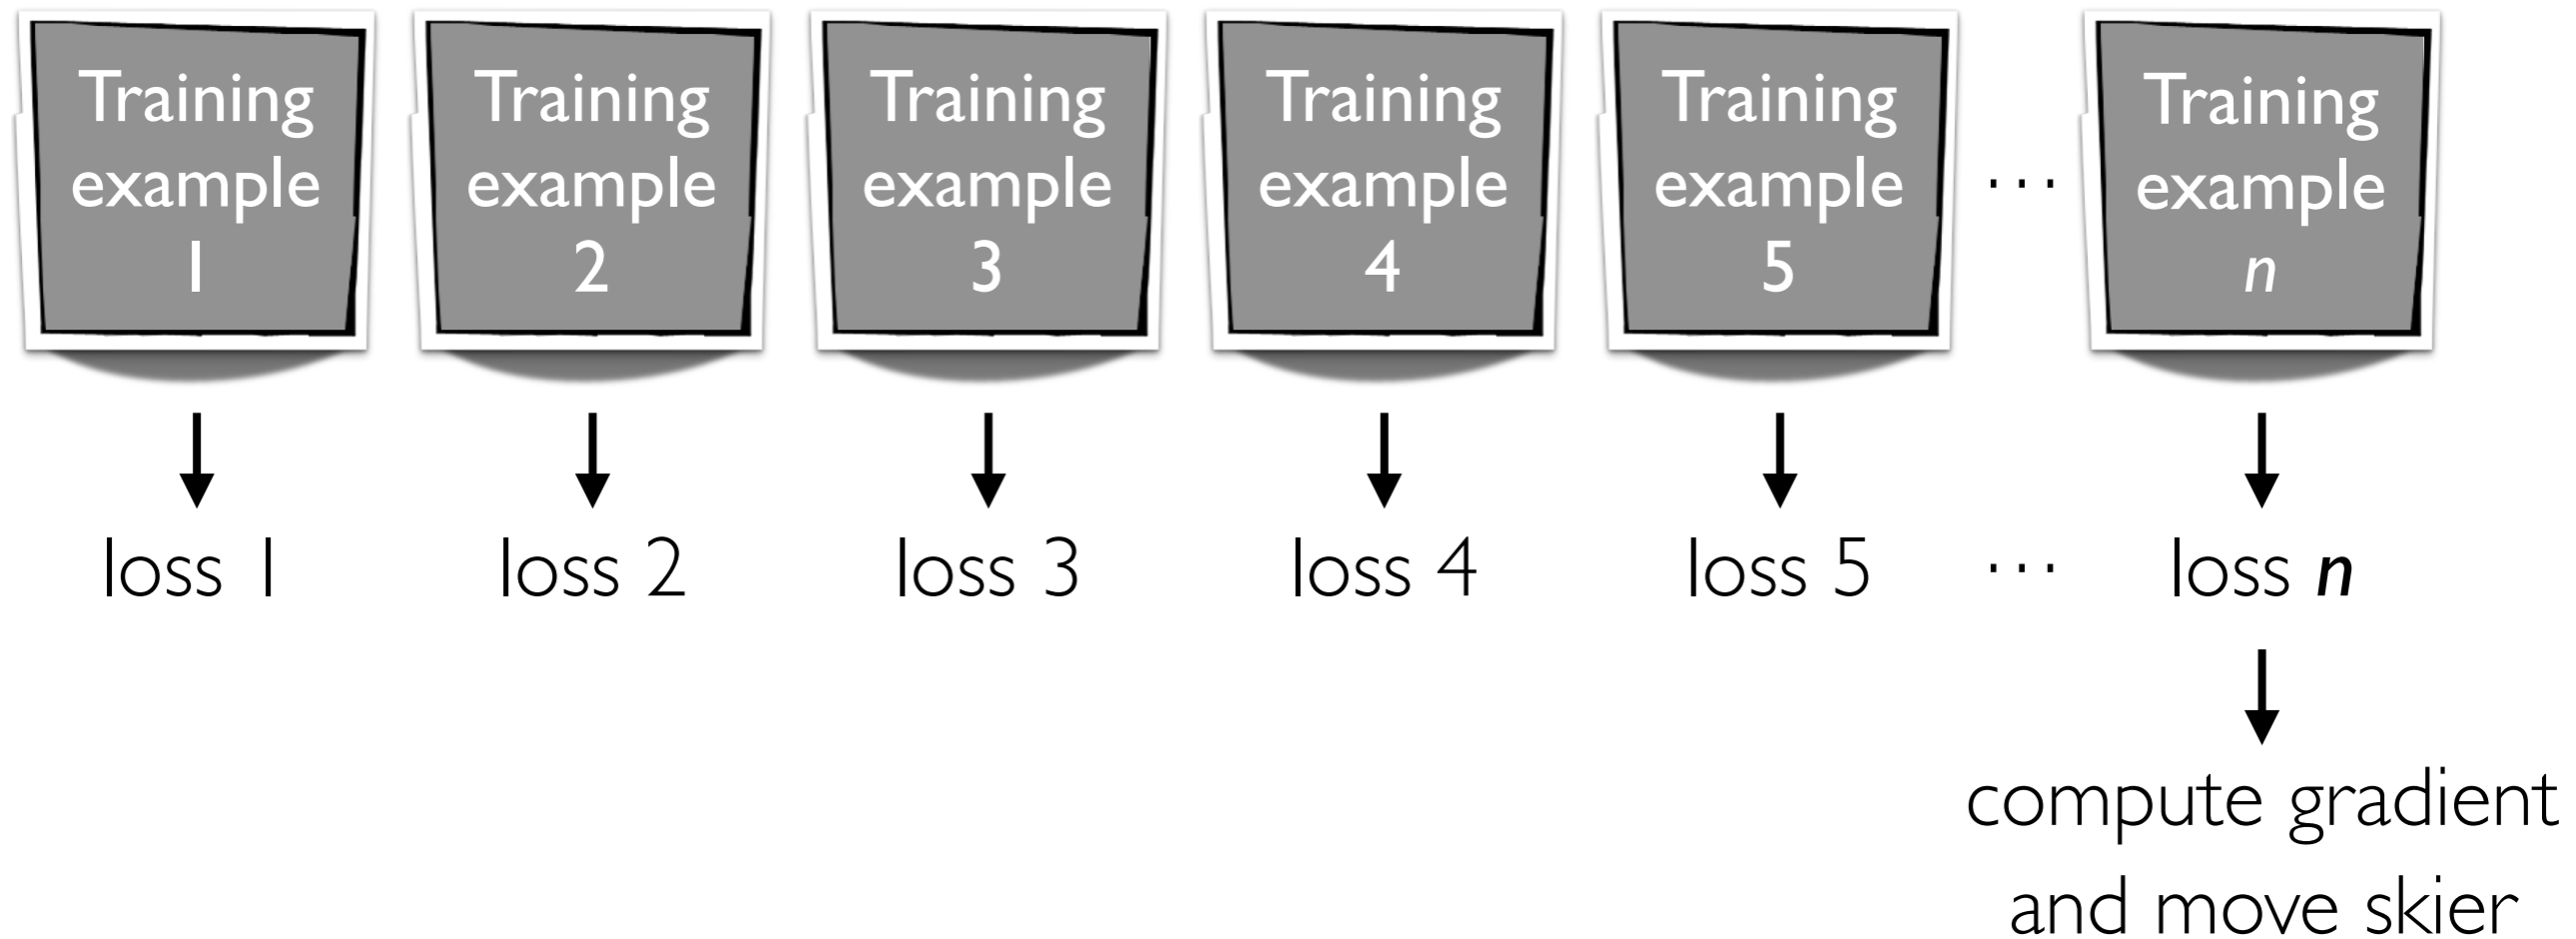 Training
example
1
Training
example
2
Training
example
3
Training
example
4
Training
example
5
...
Training
example
n
loss 1
loss 2
loss 3
loss 4
loss 5
...
loss n
compute gradient
and move skier